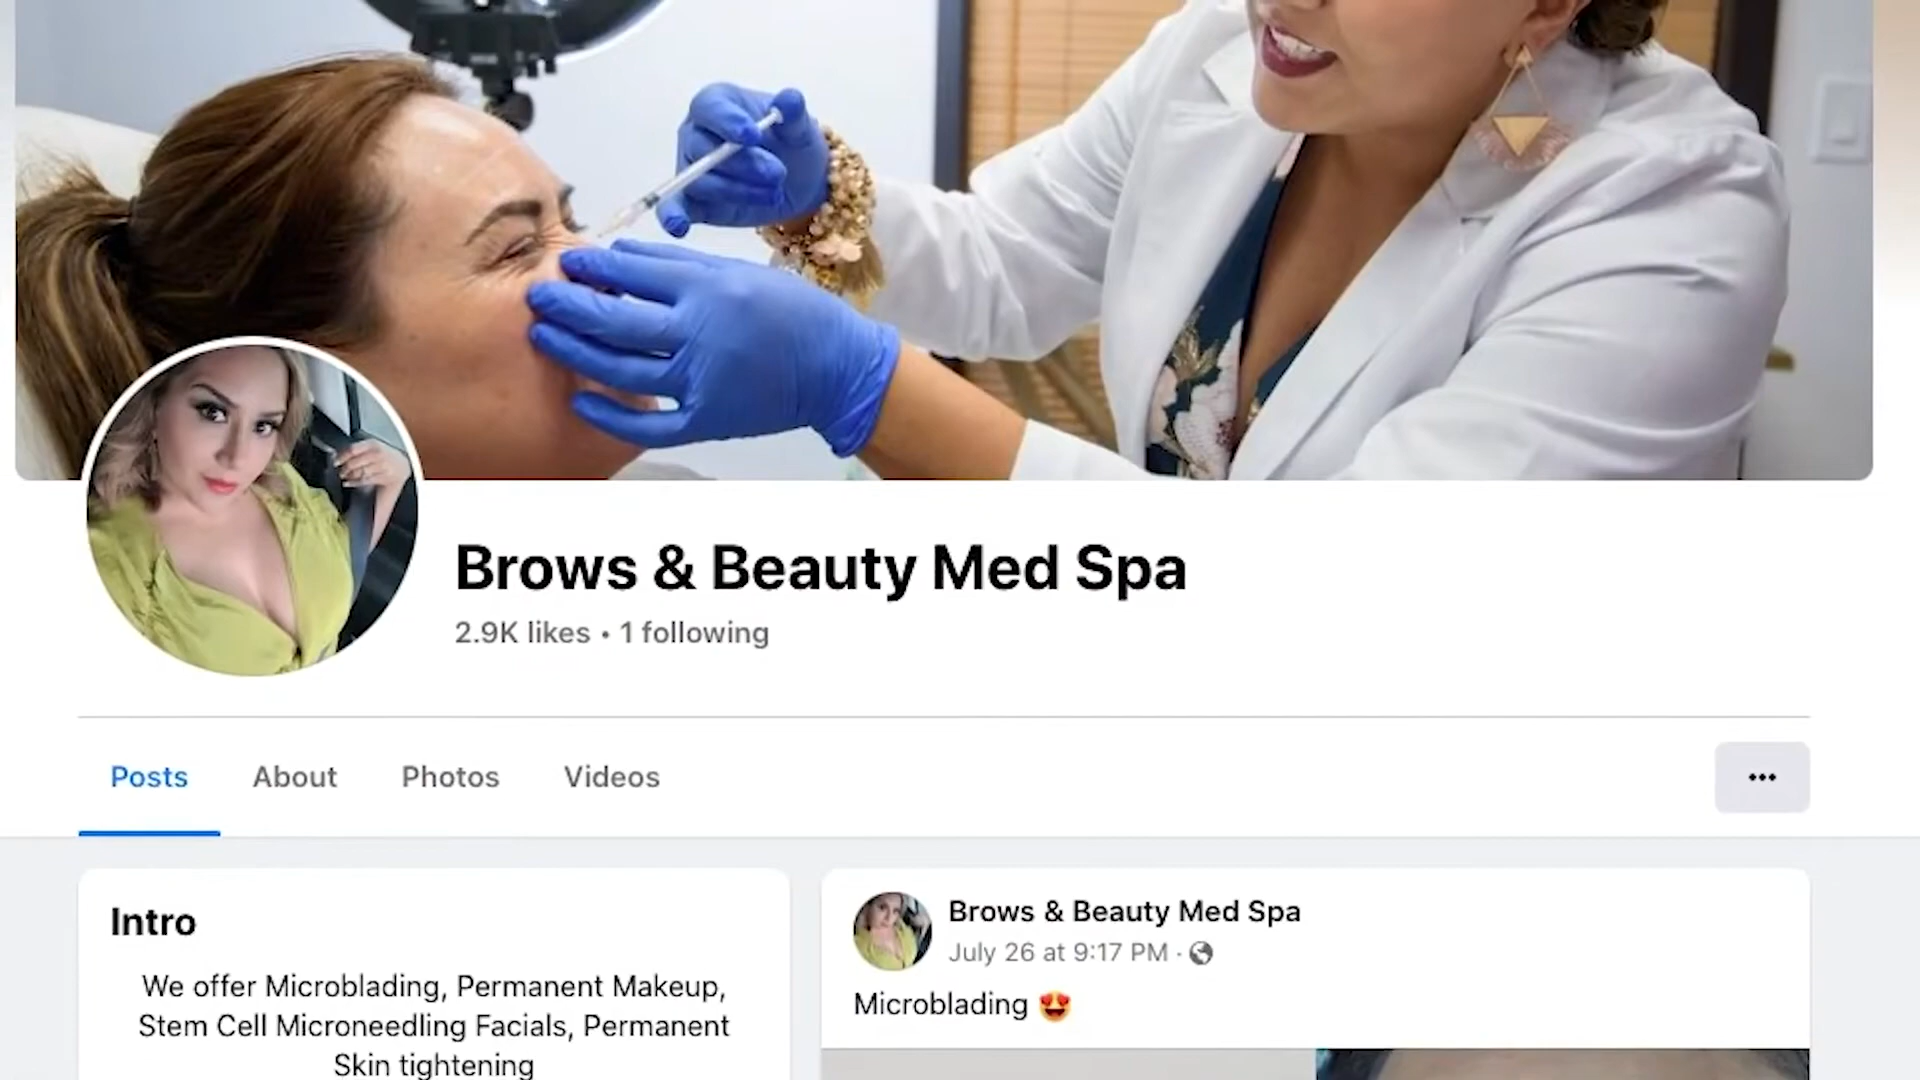 Brows & Beauty Med Spa
2.9K likes • 1 following
Posts
About
Photos
Videos
Intro
We offer Microblading, Permanent Makeup,
Stem Cell Microneedling Facials, Permanent
Skin tightening
Brows & Beauty Med Spa
July 26 at 9:17 PM ·
Microblading 😍